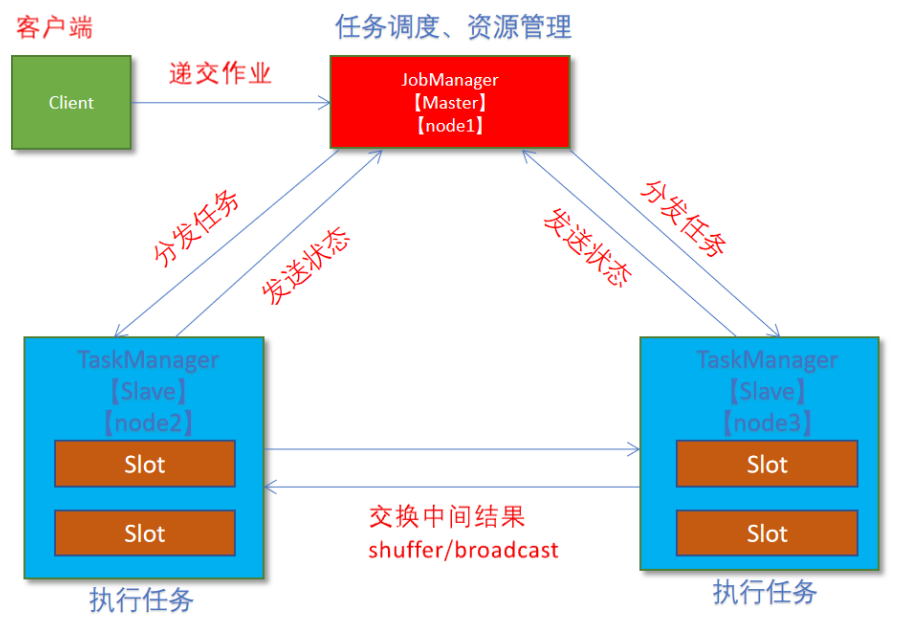 客户端
任务调度、资源管理
递交作业
Client
JobManager
【Master】
【node1】
分发任务
发送状态
发送状态
分发任务
TaskManager
【Slave】
【node2】
Slot
Slot
执行任务
TaskManager
【Slave】
【node3】
Slot
Slot
执行任务
交换中间结果
shuffer/broadcast